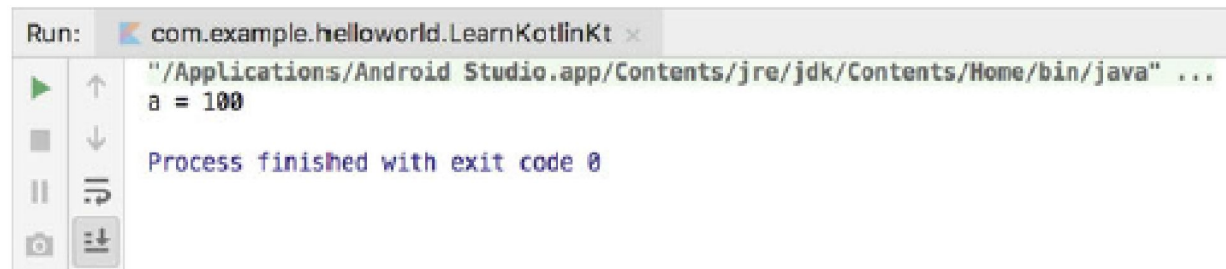 Run: com.example.helloworld.LearnKotlinKt ×
"/Applications/Android Studio.app/Contents/jre/jdk/Contents/Home/bin/java" ...
a = 100
Process finished with exit code 0